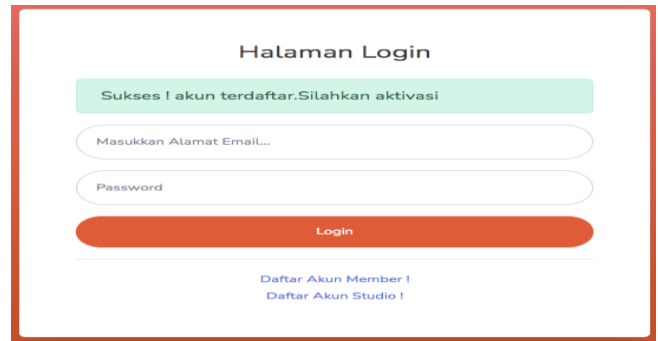 Halaman Login
Sukses ! akun terdaftar.Silahkan aktivasi
Masukkan Alamat Email...
Password
Login
Daftar Akun Member !
Daftar Akun Studio !